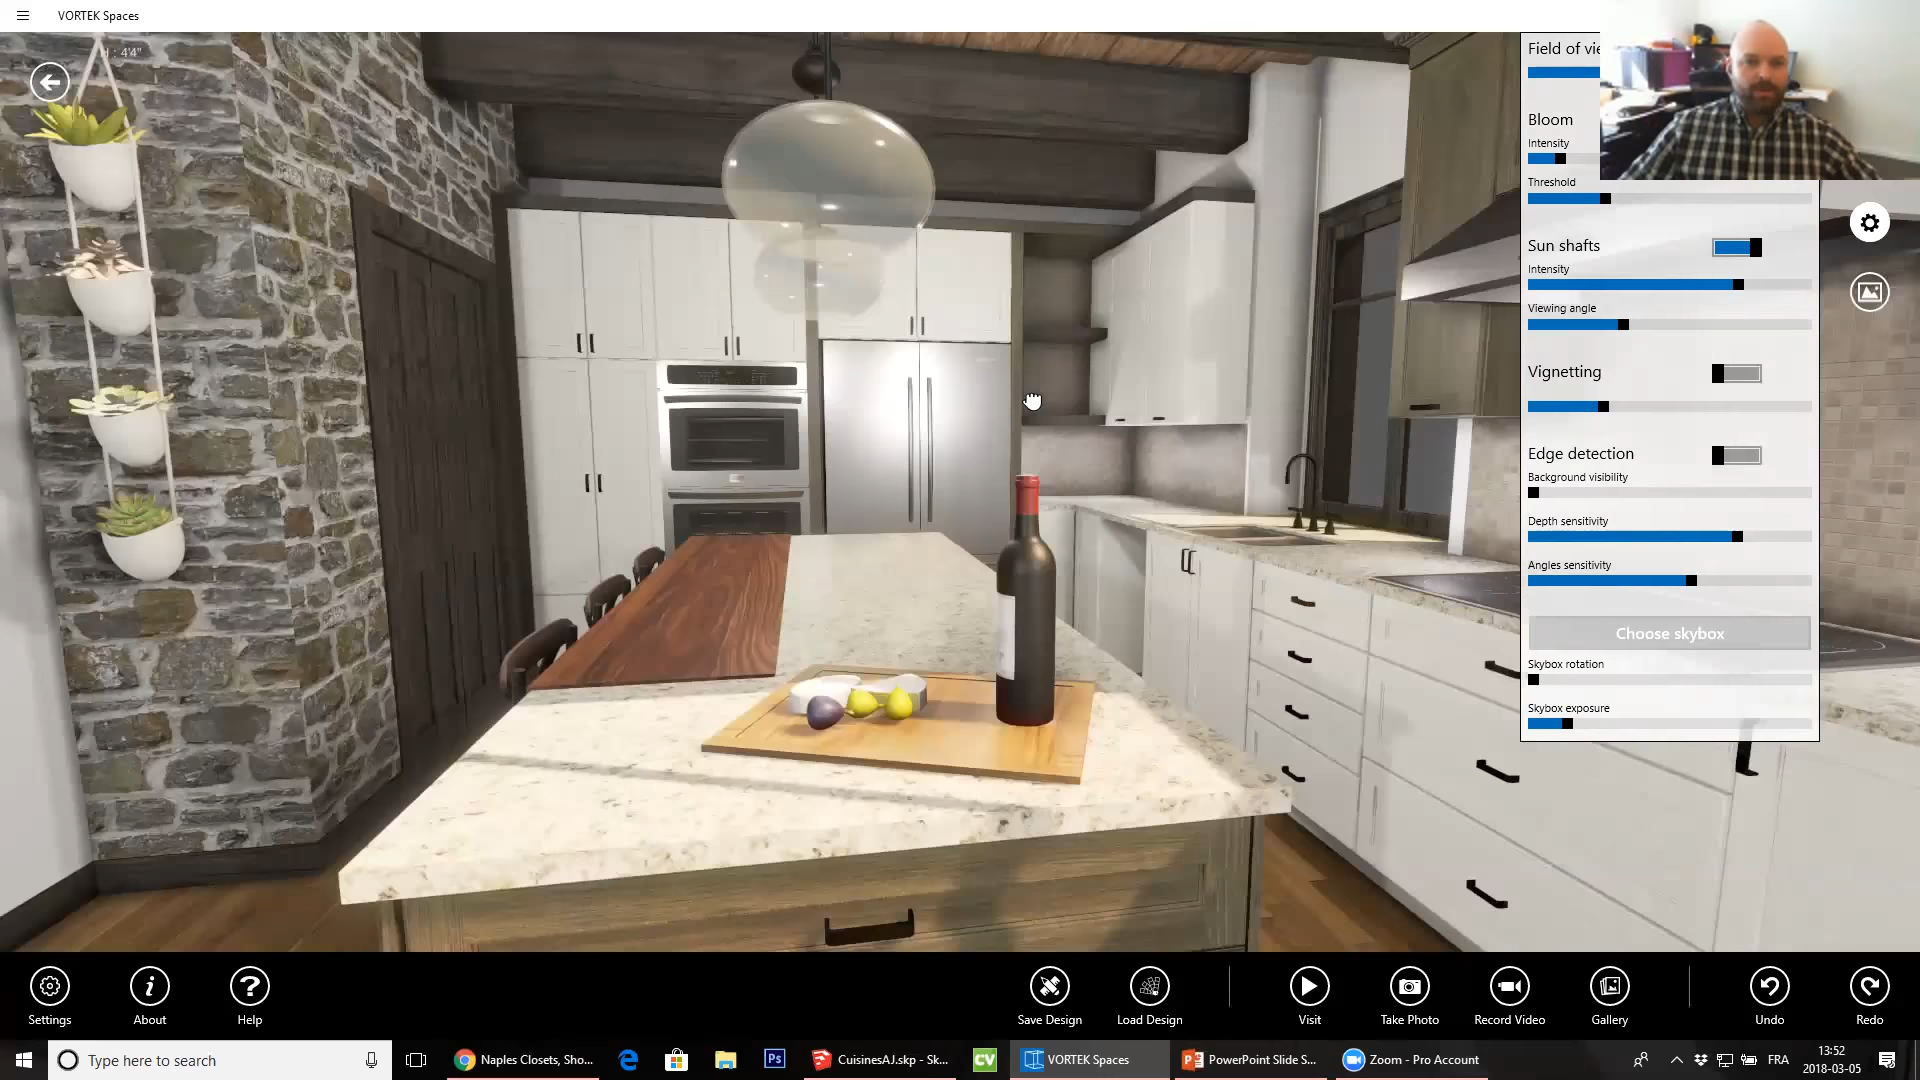 VORTEK Spaces
H : 4'4"
Field of vie
Bloom
Intensity
Threshold
Sun shafts
Intensity
Viewing angle
Vignetting
Edge detection
Background visibility
Depth sensitivity
Angles sensitivity
Choose skybox
Skybox rotation
Skybox exposure
Settings
About
Help
Save Design
Load Design
Visit
Take Photo
Record Video
Gallery
Undo
Redo
Type here to search
Naples Closets, Sho...
Ps
CuisinesAJ.skp - Sk...
CV
VORTEK Spaces
PowerPoint Slide S...
Zoom - Pro Account
FRA
13:52
2018-03-05